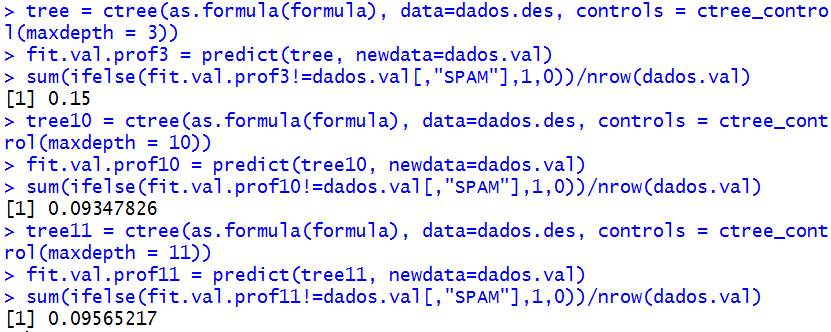 > tree = ctree(as.formula(formula), data=dados.des, controls = ctree_contro
l(maxdepth = 3))
> fit.val.prof3 = predict(tree, newdata=dados.val)
> sum(ifelse(fit.val.prof3!=dados.val[,"SPAM"],1,0))/nrow(dados.val)
[1] 0.15
> tree10 = ctree(as.formula(formula), data=dados.des, controls = ctree_cont
rol(maxdepth = 10))
> fit.val.prof10 = predict(tree10, newdata=dados.val)
> sum(ifelse(fit.val.prof10!=dados.val[,"SPAM"],1,0))/nrow(dados.val)
[1] 0.09347826
> tree11 = ctree(as.formula(formula), data=dados.des, controls = ctree_cont
rol(maxdepth = 11))
> fit.val.prof11 = predict(tree11, newdata=dados.val)
> sum(ifelse(fit.val.prof11!=dados.val[,"SPAM"],1,0))/nrow(dados.val)
[1] 0.09565217